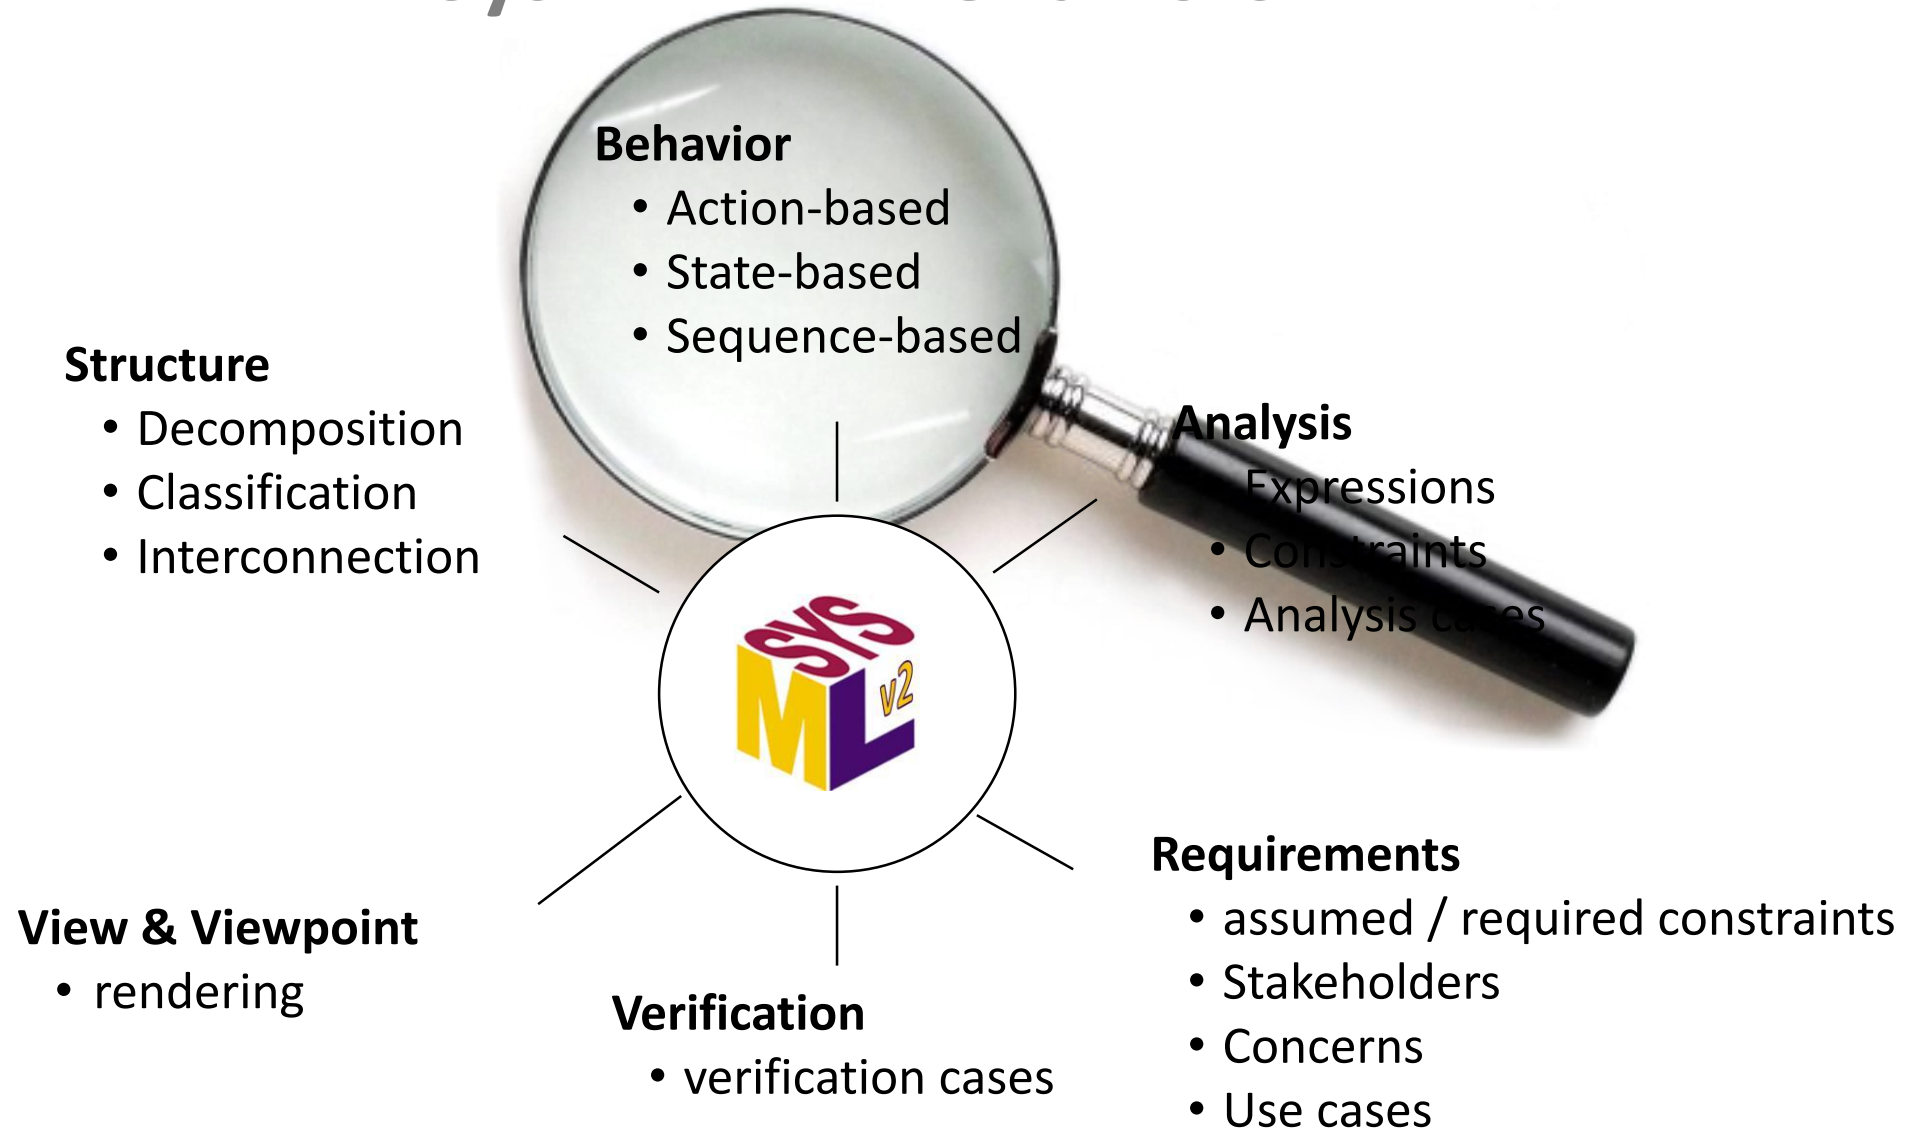 Behavior
• Action-based
• State-based
• Sequence-based
Structure
• Decomposition
• Classification
• Interconnection
Analysis
Expressions
• Constraints
• Analysis cases
SYS
ML
v2
View & Viewpoint
• rendering
Verification
• verification cases
Requirements
• assumed / required constraints
• Stakeholders
• Concerns
• Use cases